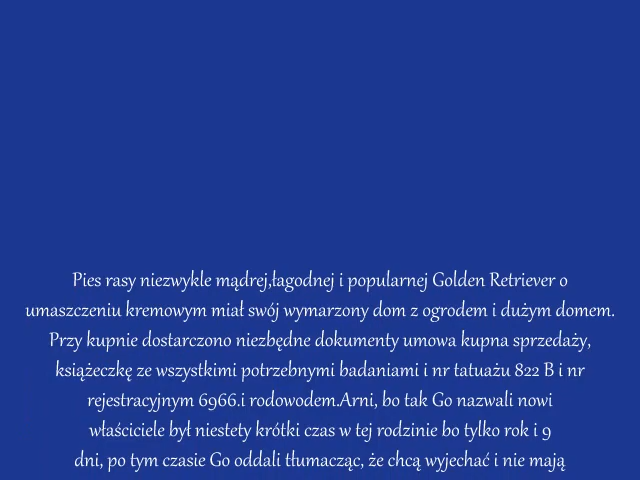 Pies rasy niezwykle mądrej,łagodnej i popularnej Golden Retriever o
umaszczeniu kremowym miał swój wymarzony dom z ogrodem i dużym domem.
Przy kupnie dostarczono niezbędne dokumenty umowa kupna sprzedaży,
książeczkę ze wszystkimi potrzebnymi badaniami i nr tatuażu 822 B i nr
rejestracyjnym 6966.i rodowodem.Arni, bo tak Go nazwali nowi
właściciele był niestety krótki czas w tej rodzinie bo tylko rok i 9
dni, po tym czasie Go oddali tłumacząc, że chcą wyjechać i nie mają